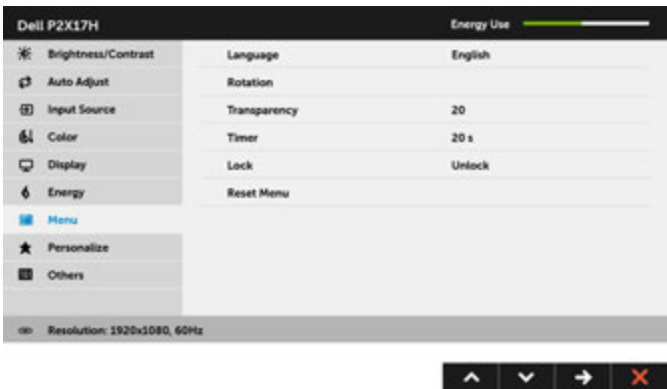 Dell P2X17H Energy Use
Brightness/Contrast Language English
Auto Adjust Rotation
Input Source Transparency 20
Color Timer 20 s
Display Lock Unlock
Energy Reset Menu
Menu
Personalize
Others
Resolution: 1920x1080, 60Hz